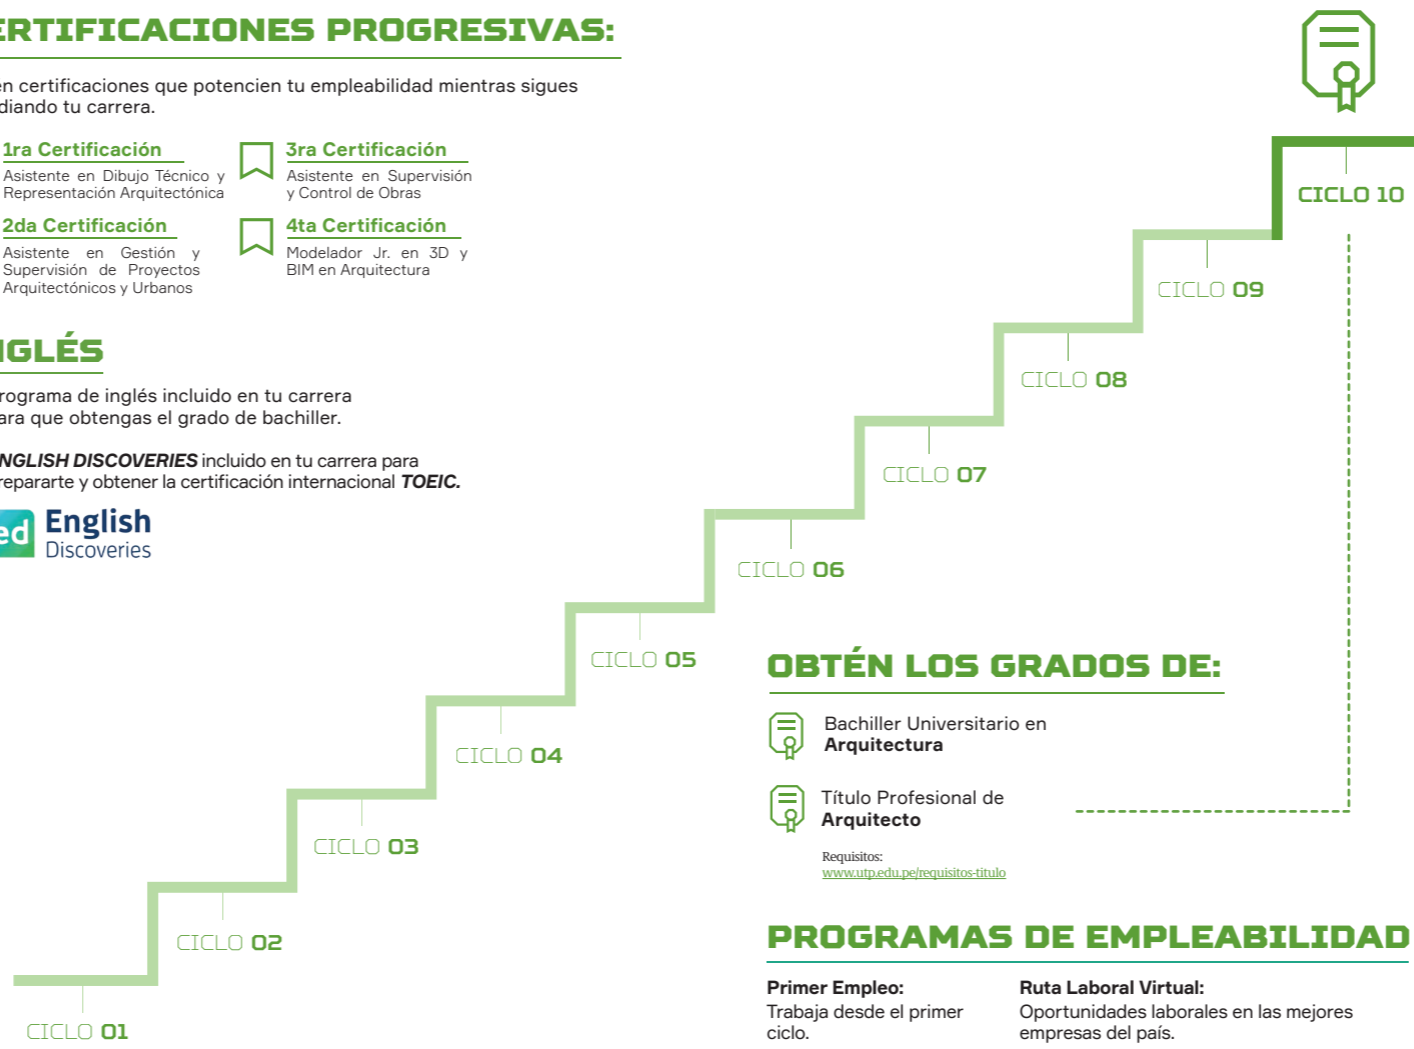 ERTIFICACIONES PROGRESIVAS:
én certificaciones que potencien tu empleabilidad mientras sigues
diando tu carrera.
1ra Certificación
Asistente en Dibujo Técnico y
Representación Arquitectónica
3ra Certificación
Asistente en Supervisión
y Control de Obras
2da Certificación
Asistente en Gestión y
Supervisión de Proyectos
Arquitectónicos y Urbanos
4ta Certificación
Modelador Jr. en 3D y
BIM en Arquitectura
NGLÉS
rograma de inglés incluido en tu carrera
ara que obtengas el grado de bachiller.
NGLISH DISCOVERIES incluido en tu carrera para
repararte y obtener la certificación internacional TOEIC.
ed English
Discoveries
CICLO 10
CICLO 09
CICLO 08
CICLO 07
CICLO 06
CICLO 05
CICLO 04
CICLO 03
CICLO 02
CICLO 01
OBTÉN LOS GRADOS DE:
Bachiller Universitario en
Arquitectura
Título Profesional de
Arquitecto
Requisitos:
www.utp.edu.pe/requisitos-titulo
PROGRAMAS DE EMPLEABILIDAD
Primer Empleo:
Trabaja desde el primer
ciclo.
Ruta Laboral Virtual:
Oportunidades laborales en las mejores
empresas del país.